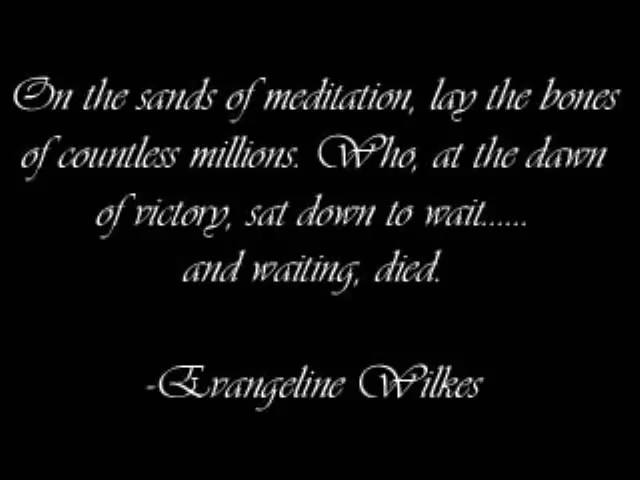 On the sands of meditation, lay the bones
of countless millions. Who, at the dawn
of victory, sat down to wait......
and waiting, died.
-Evangeline Wilkes